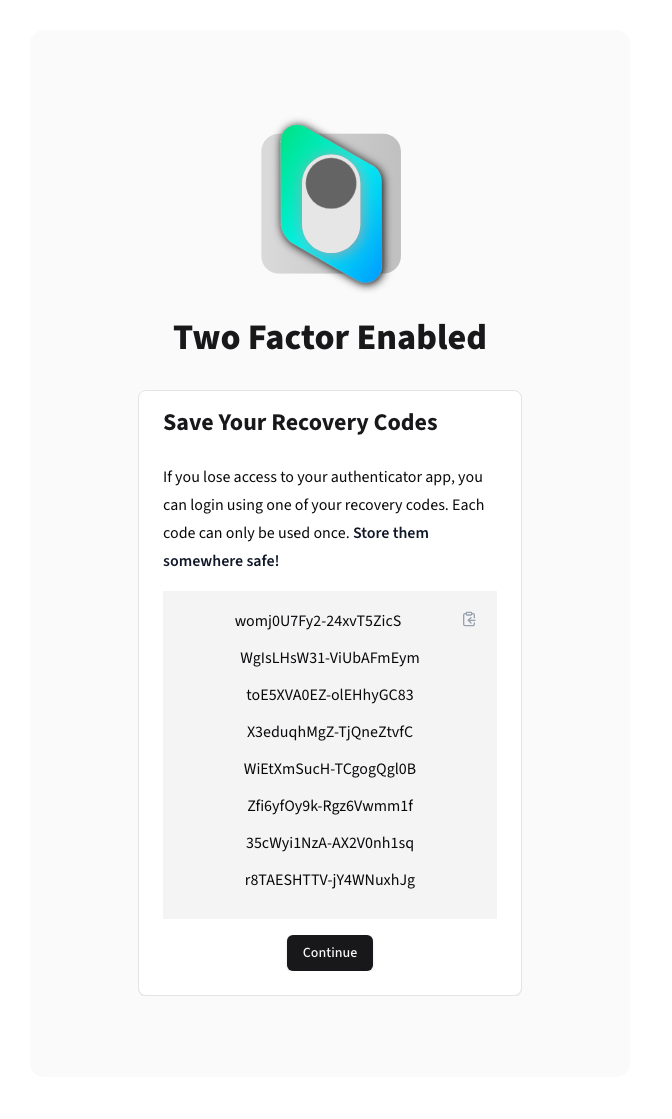 Two Factor Enabled
Save Your Recovery Codes
If you lose access to your authenticator app, you
can login using one of your recovery codes. Each
code can only be used once. Store them
somewhere safe!
womj0U7Fy2-24xvT5ZicS
WgIsLHsW31-ViUbAFmEym
toE5XVA0EZ-olEHhyGC83
X3eduqhMgZ-TjQneZtvfC
WiEtXmSucH-TCgogQgl0B
Zfi6yfOy9k-Rgz6Vwmm1f
35cWyi1NzA-AX2V0nh1sq
r8TAESHTTV-jY4WNuxhJg
Continue